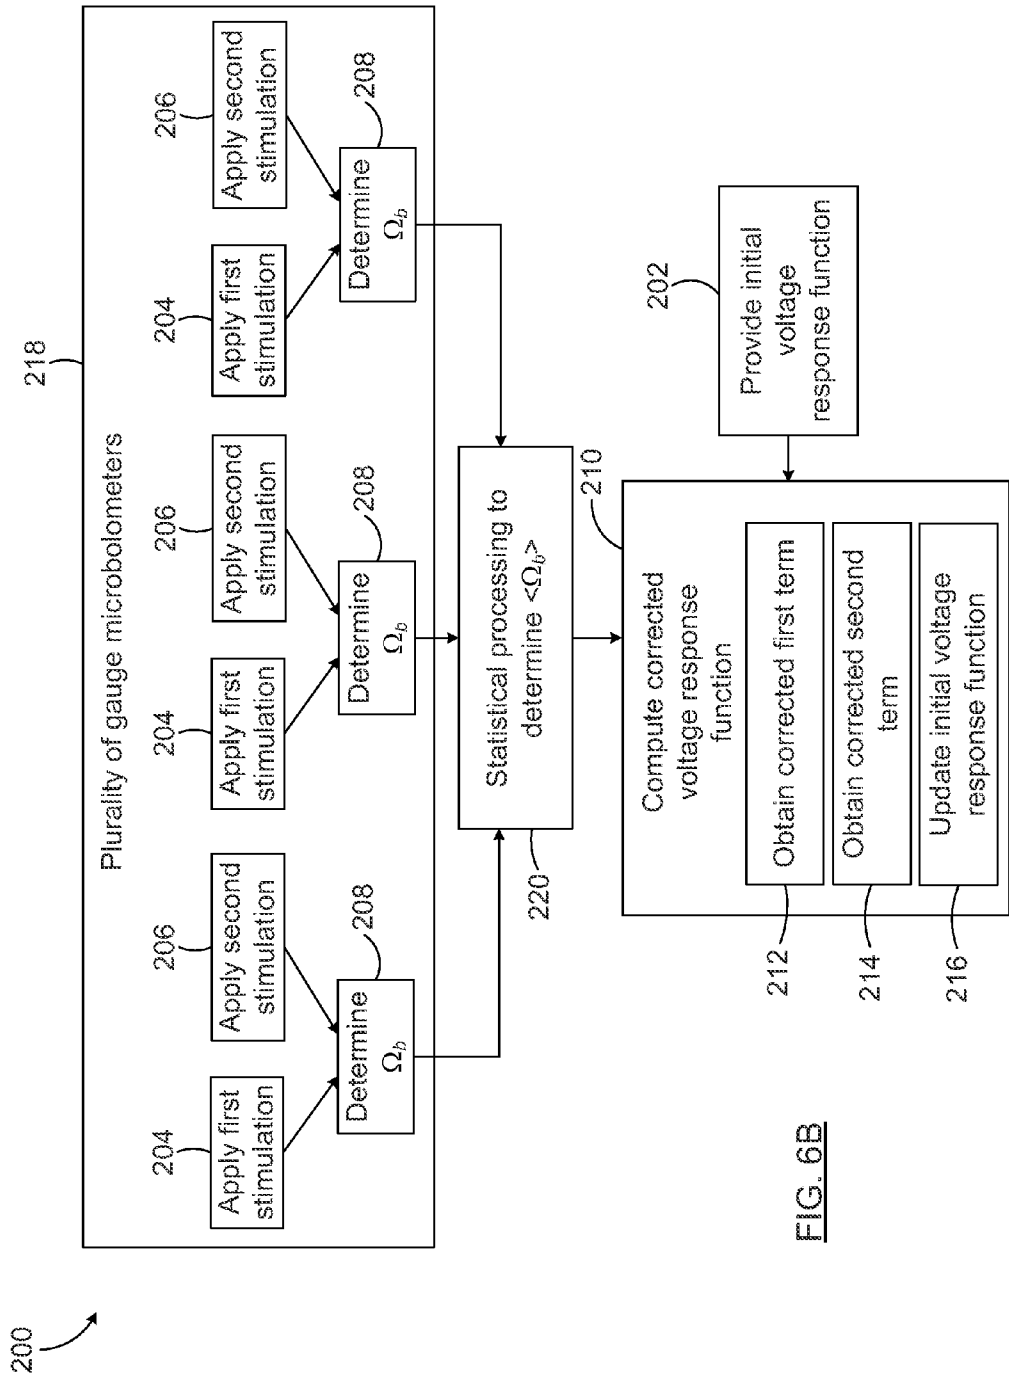 200
218
Plurality of gauge microbolometers
204
206
204
206
204
206
Apply first
stimulation
Apply second
stimulation
Apply first
stimulation
Apply second
stimulation
Apply first
stimulation
Apply second
stimulation
208
208
208
Determine
Ωb
Determine
Ωb
Determine
Ωb
Statistical processing to
determine <Ωb>
220
210
202
Compute corrected
voltage response
function
Provide initial
voltage
response function
212
Obtain corrected first term
214
Obtain corrected second
term
216
Update initial voltage
response function
FIG. 6B